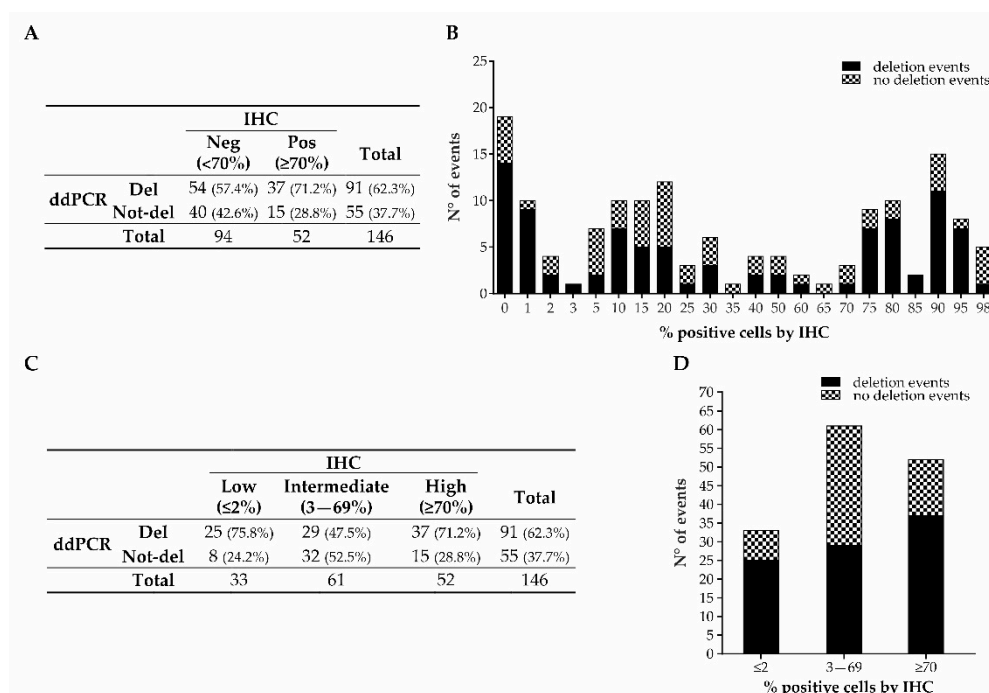 A
IHC
Neg Pos Total
(<70%) (≥70%)
ddPCR Del 54 (57.4%) 37 (71.2%) 91 (62.3%)
Not-del 40 (42.6%) 15 (28.8%) 55 (37.7%)
Total 94 52 146
B
deletion events
no deletion events
N° of events
25
20
15
10
5
0
0 1 2 3 5 10 15 20 25 30 35 40 50 60 65 70 75 80 85 90 95 98
% positive cells by IHC
C
IHC
Low Intermediate High Total
(≤2%) (3—69%) (≥70%)
ddPCR Del 25 (75.8%) 29 (47.5%) 37 (71.2%) 91 (62.3%)
Not-del 8 (24.2%) 32 (52.5%) 15 (28.8%) 55 (37.7%)
Total 33 61 52 146
D
deletion events
no deletion events
N° of events
70
65
60
55
50
45
40
35
30
25
20
15
10
5
0
≤2 3—69 ≥70
% positive cells by IHC